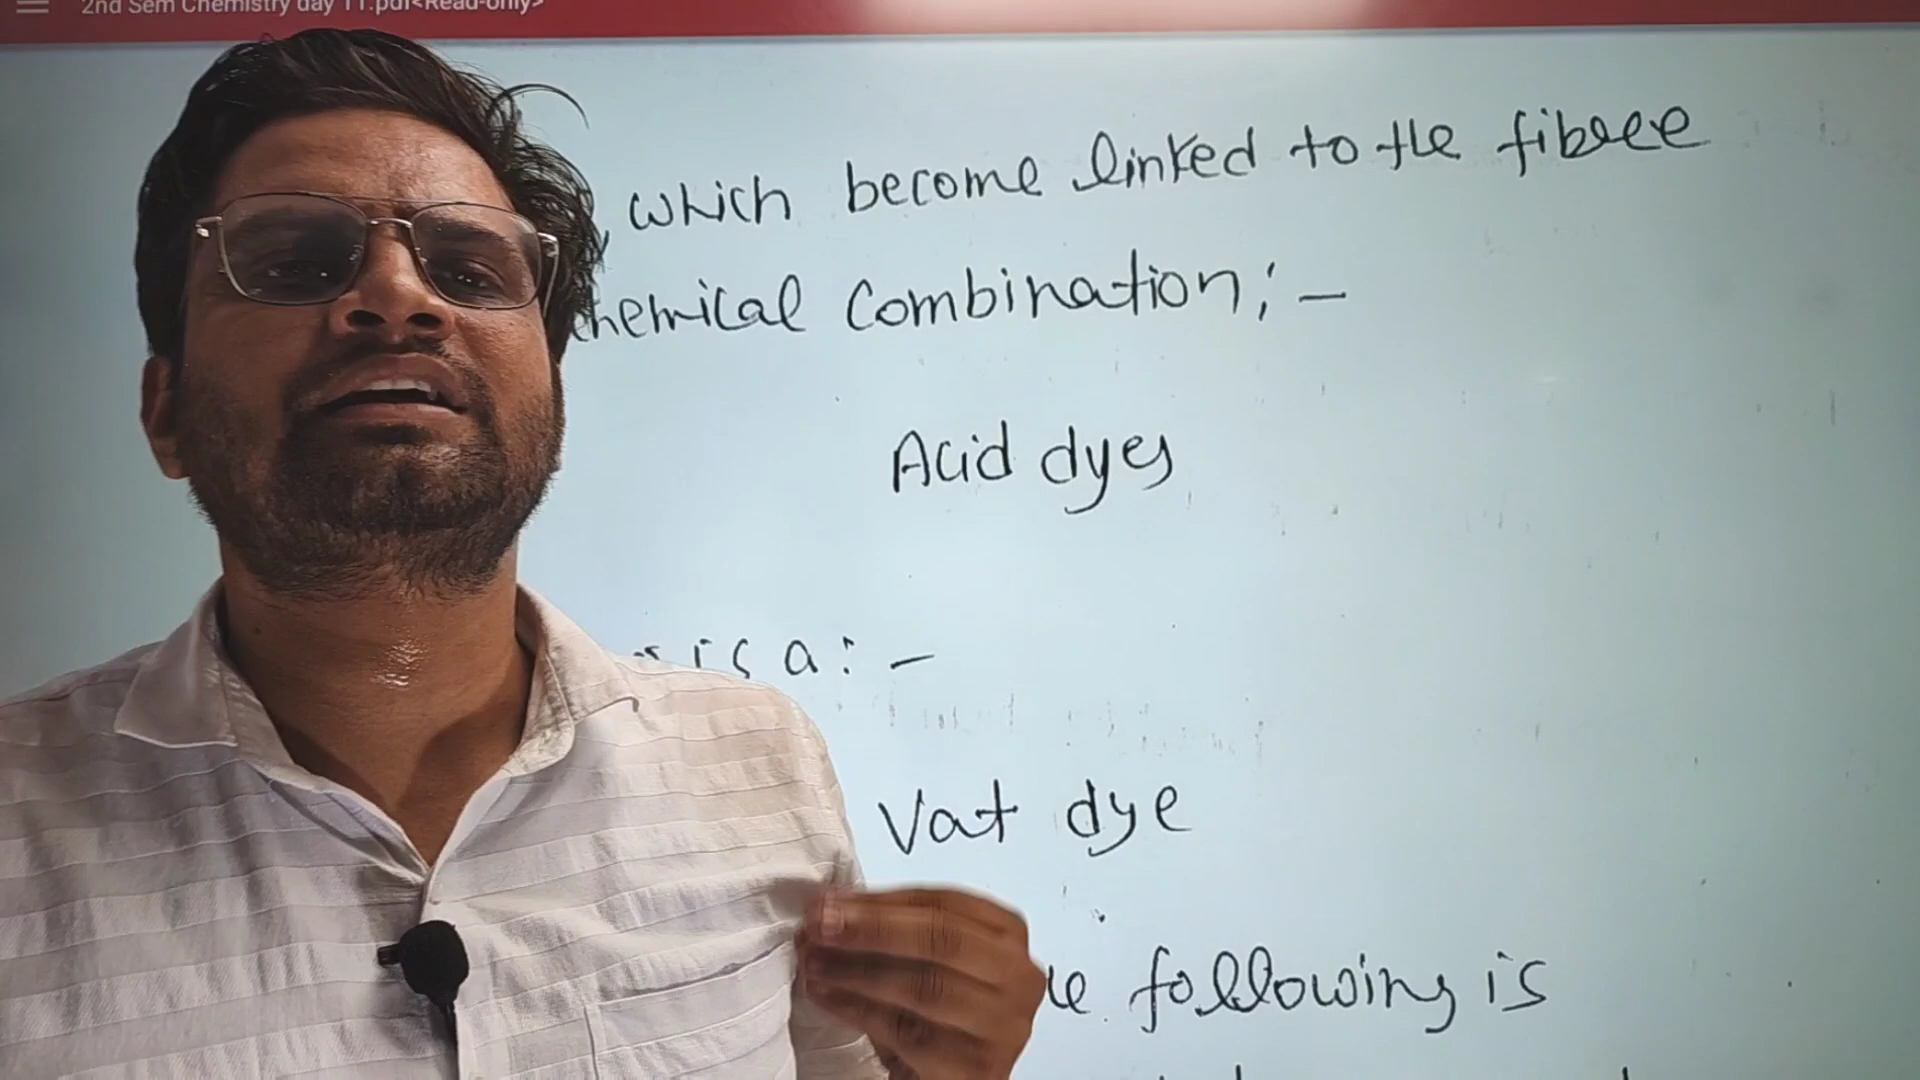 2nd Sem Chemistry day 11.pdf<Read-only>
, which become linked to the fibree
chemical combination; -
Acid dyes
is a: -
Vat dye
following is